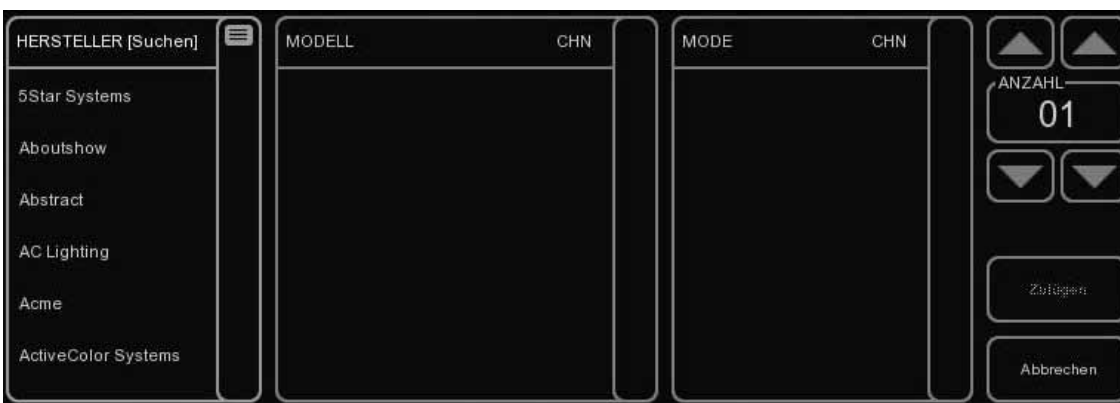 HERSTELLER [Suchen]
MODELL CHN
MODE CHN
5Star Systems
Aboutshow
Abstract
AC Lighting
Acme
ActiveColor Systems
ANZAHL
01
Zufügen
Abbrechen